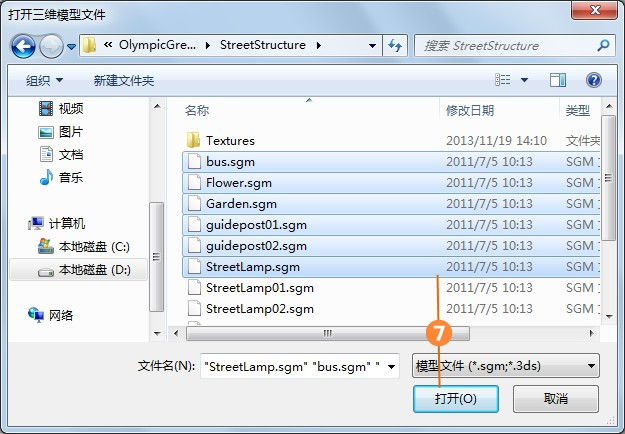 打开三维模型文件
« OlympicGre... StreetStructure
搜索 StreetStructure
组织 新建文件夹
名称 修改日期 类型
视频
图片
文档
音乐
计算机
本地磁盘 (C:)
本地磁盘 (D:)
网络
Textures 2013/11/19 14:10 文件夹
bus.sgm 2011/7/5 10:13 SGM
Flower.sgm 2011/7/5 10:13 SGM
Garden.sgm 2011/7/5 10:13 SGM
guidepost01.sgm 2011/7/5 10:13 SGM
guidepost02.sgm 2011/7/5 10:13 SGM
StreetLamp.sgm 2011/7/5 10:13 SGM
StreetLamp01.sgm 2011/7/5 10:13 SGM
StreetLamp02.sgm 2011/7/5 10:13 SGM
7
文件名(N): "StreetLamp.sgm" "bus.sgm" " 模型文件 (*.sgm;*.3ds)
打开(O) 取消